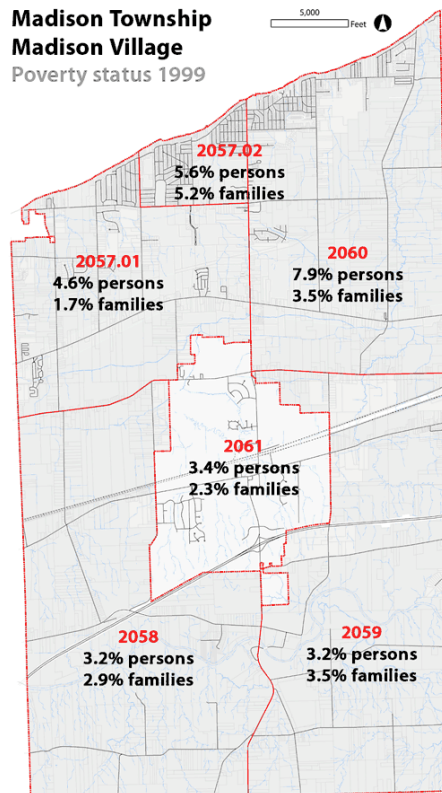 Madison Township
Madison Village
Poverty status 1999
5,000
Feet
2057.02
5.6% persons
5.2% families
2057.01
4.6% persons
1.7% families
2060
7.9% persons
3.5% families
2061
3.4% persons
2.3% families
2058
3.2% persons
2.9% families
2059
3.2% persons
3.5% families